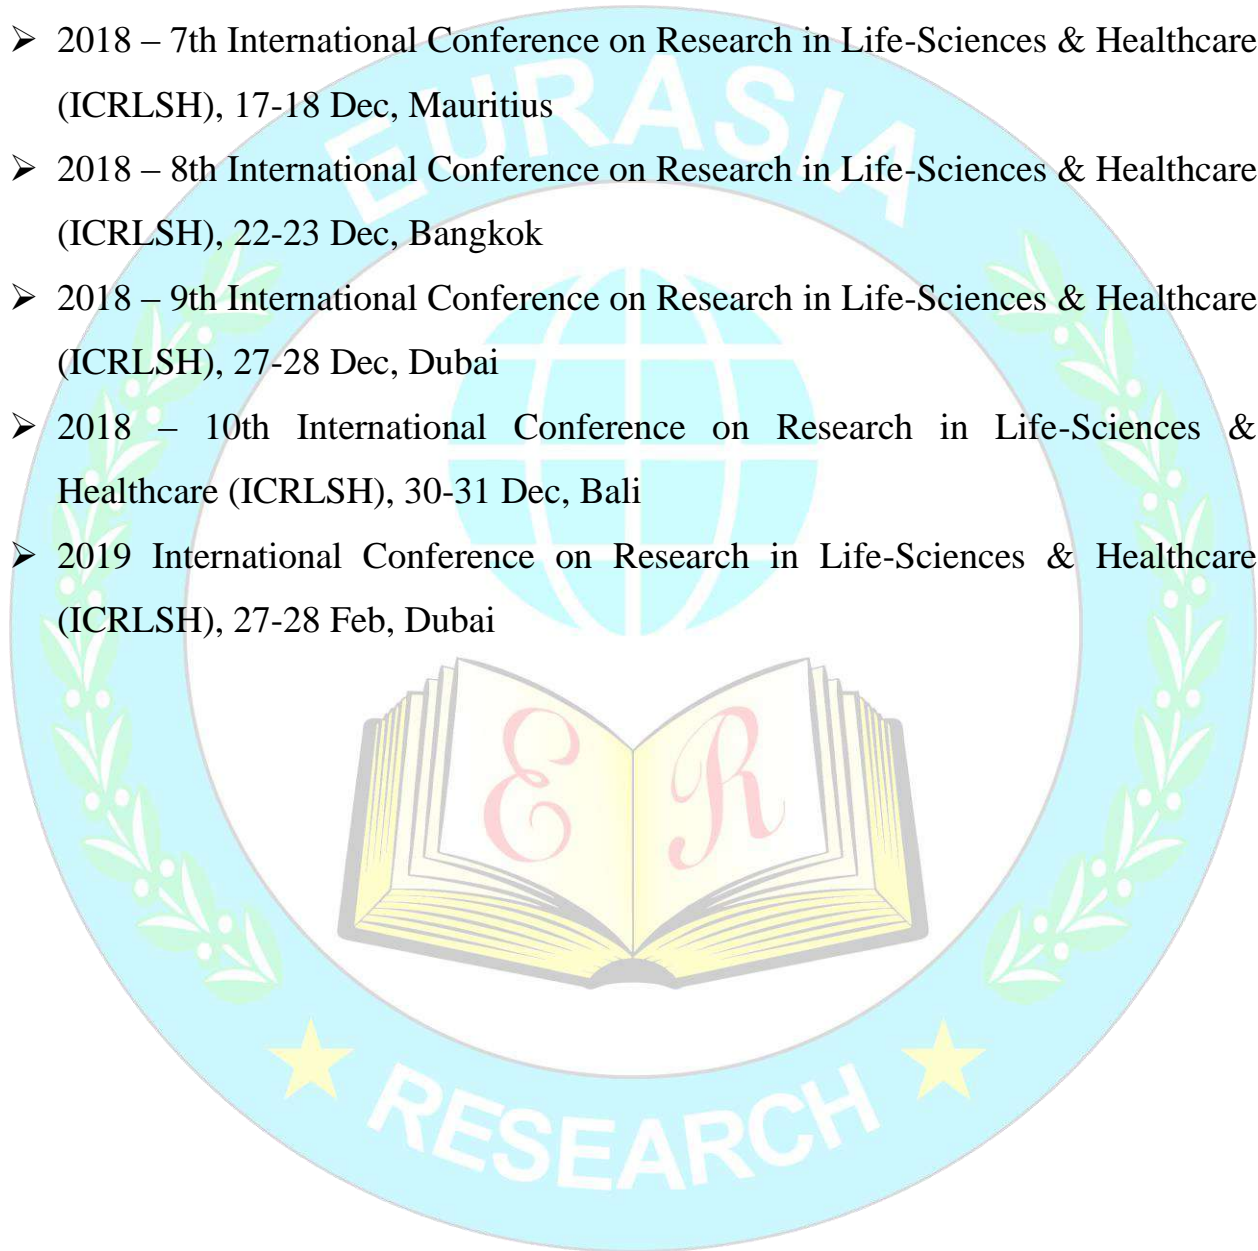 ➢ 2018 – 7th International Conference on Research in Life-Sciences & Healthcare
(ICRLSH), 17-18 Dec, Mauritius
➢ 2018 – 8th International Conference on Research in Life-Sciences & Healthcare
(ICRLSH), 22-23 Dec, Bangkok
➢ 2018 – 9th International Conference on Research in Life-Sciences & Healthcare
(ICRLSH), 27-28 Dec, Dubai
➢ 2018 – 10th International Conference on Research in Life-Sciences &
Healthcare (ICRLSH), 30-31 Dec, Bali
➢ 2019 International Conference on Research in Life-Sciences & Healthcare
(ICRLSH), 27-28 Feb, Dubai
EURASIA
E R
RESEARCH